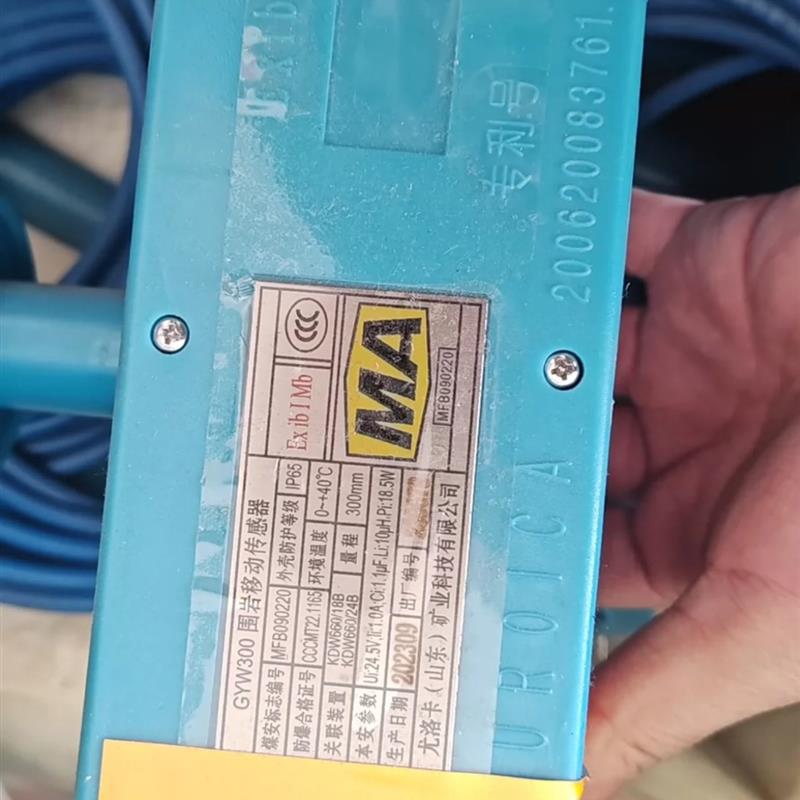 Exib
专利号
200620083761.
UROICA
GYW300 围岩移动传感器
CCC
Ex ib I Mb
MA
MFB090220
煤安标志编号 MFB090220 外壳防护等级 IP65
防爆合格证号 CCCMT22.1165 环境温度 0~+40℃
关联装置 KDW660/18B KDW660/24B 量程 300mm
本安参数 Ui:24.5V,Ii:1.0A,Ci:1.1μF,Li:10μH,Pi:18.5W
生产日期 202309 出厂编号
尤洛卡（山东）矿业科技有限公司